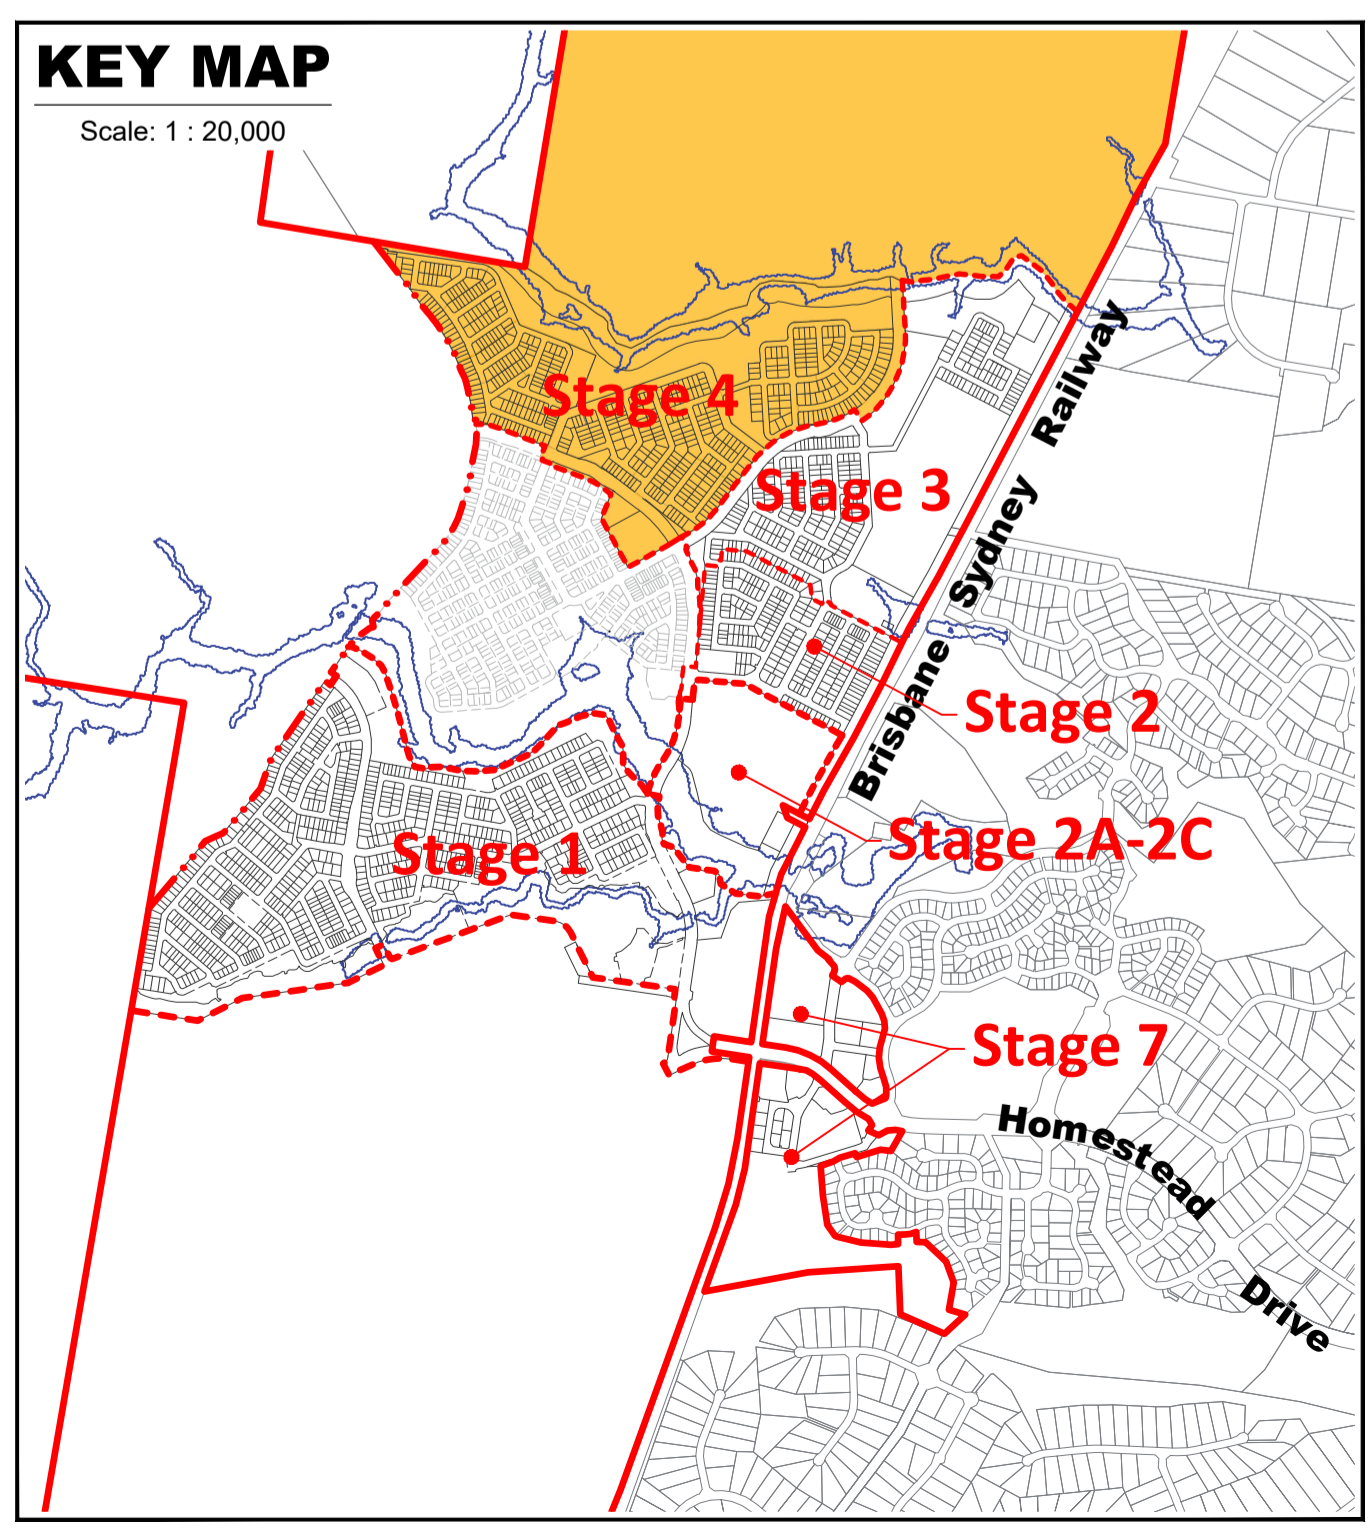 KEY MAP
Scale: 1 : 20,000
Stage 4
Stage 3
Brisbane Sydney Railway
Stage 2
Stage 2A-2C
Stage 1
Stage 7
Homestead Drive